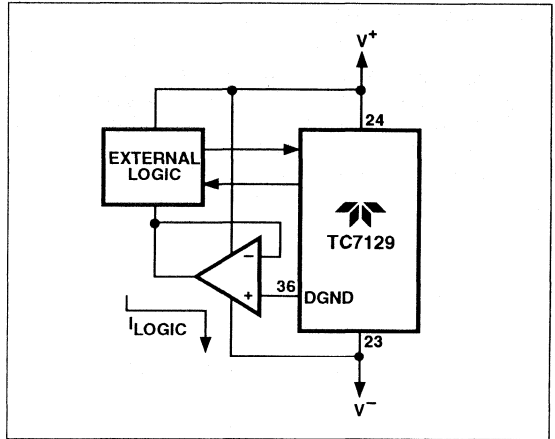 V+
24
EXTERNAL
LOGIC
TC7129
−
+
36
DGND
ILOGIC
23
V−